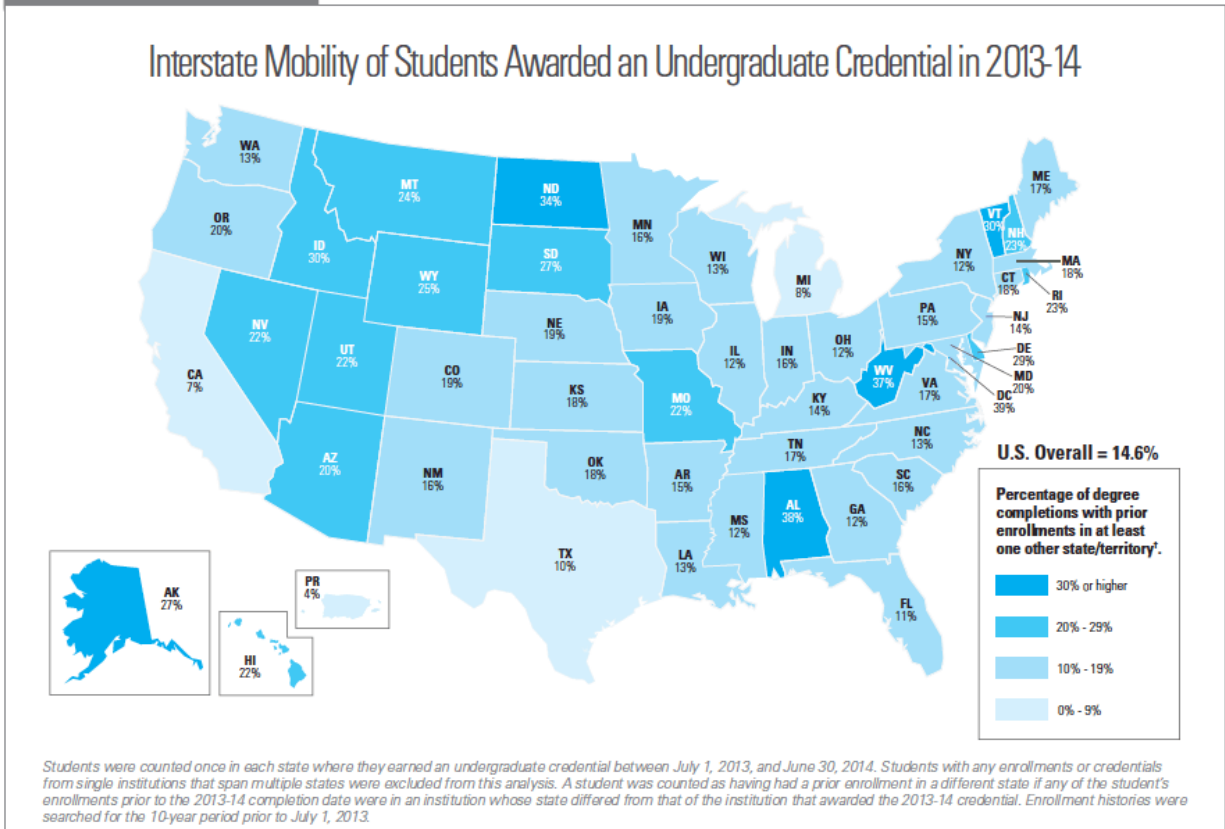 Interstate Mobility of Students Awarded an Undergraduate Credential in 2013-14
WA
13%
OR
20%
CA
7%
ID
30%
NV
22%
MT
24%
WY
25%
UT
22%
AZ
20%
CO
19%
NM
16%
ND
34%
SD
27%
NE
19%
KS
18%
OK
18%
TX
10%
MN
16%
IA
19%
MO
22%
AR
15%
LA
13%
WI
13%
IL
12%
MS
12%
MI
8%
IN
16%
OH
12%
KY
14%
TN
17%
AL
38%
GA
12%
FL
11%
SC
16%
NC
13%
VA
17%
WV
37%
PA
15%
NY
12%
VT
30%
NH
23%
ME
17%
MA
18%
CT
18%
RI
23%
NJ
14%
DE
29%
MD
20%
DC
39%
AK
27%
HI
22%
PR
4%
U.S. Overall = 14.6%
Percentage of degree
completions with prior
enrollments in at least
one other state/territory†.
30% or higher
20% - 29%
10% - 19%
0% - 9%
Students were counted once in each state where they earned an undergraduate credential between July 1, 2013, and June 30, 2014. Students with any enrollments or credentials
from single institutions that span multiple states were excluded from this analysis. A student was counted as having had a prior enrollment in a different state if any of the student's
enrollments prior to the 2013-14 completion date were in an institution whose state differed from that of the institution that awarded the 2013-14 credential. Enrollment histories were
searched for the 10-year period prior to July 1, 2013.